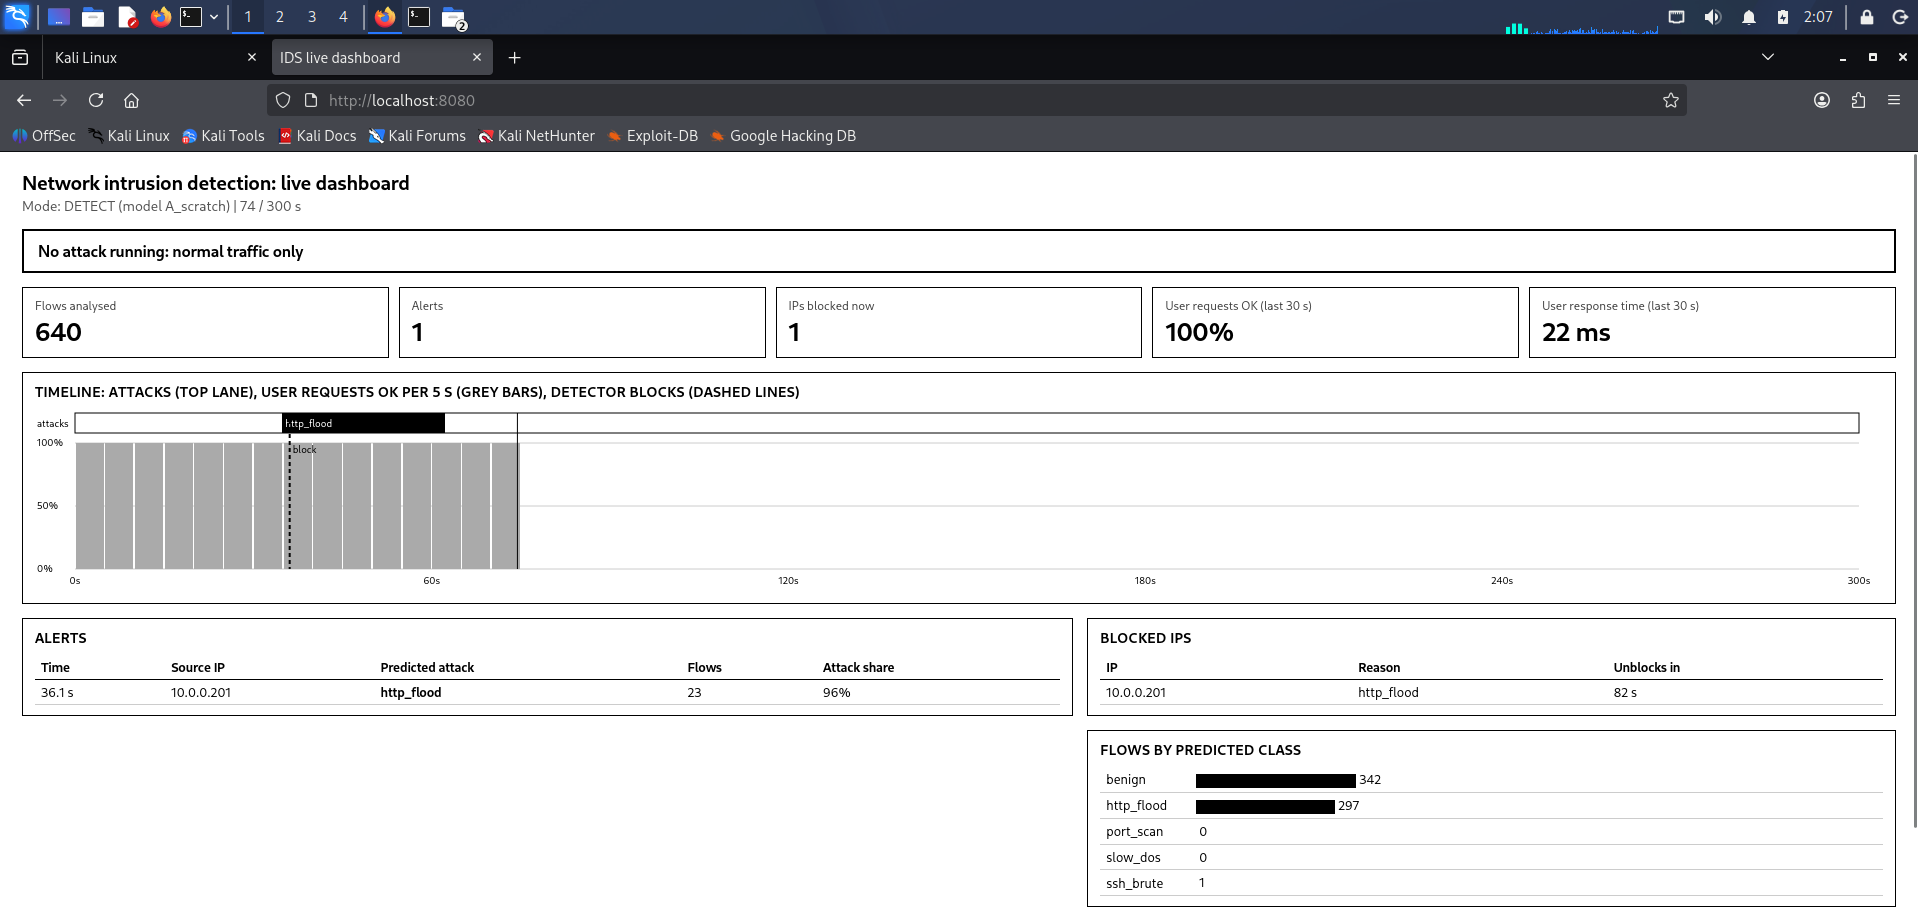 1 2 3 4 2 2:07
Kali Linux IDS live dashboard
http://localhost:8080
OffSec Kali Linux Kali Tools Kali Docs Kali Forums Kali NetHunter Exploit-DB Google Hacking DB
Network intrusion detection: live dashboard
Mode: DETECT (model A_scratch) | 74 / 300 s
No attack running: normal traffic only
Flows analysed
640
Alerts
1
IPs blocked now
1
User requests OK (last 30 s)
100%
User response time (last 30 s)
22 ms
TIMELINE: ATTACKS (TOP LANE), USER REQUESTS OK PER 5 S (GREY BARS), DETECTOR BLOCKS (DASHED LINES)
attacks http_flood
100%
block
50%
0%
0s 60s 120s 180s 240s 300s
ALERTS
Time Source IP Predicted attack Flows Attack share
36.1 s 10.0.0.201 http_flood 23 96%
BLOCKED IPS
IP Reason Unblocks in
10.0.0.201 http_flood 82 s
FLOWS BY PREDICTED CLASS
benign 342
http_flood 297
port_scan 0
slow_dos 0
ssh_brute 1